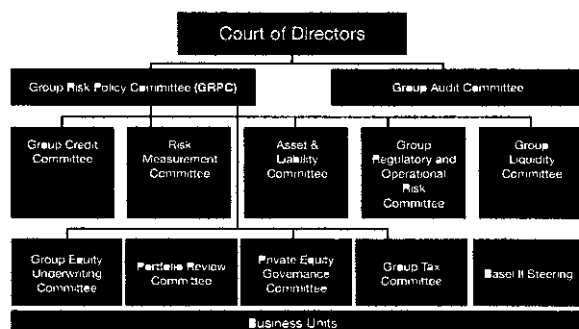 Court of Directors
Group Risk Policy Committee (GRPC)
Group Audit Committee
Group Credit
Committee
Risk
Measurement
Committee
Asset &
Liability
Committee
Group
Regulatory and
Operational
Risk
Committee
Group
Liquidity
Committee
Group Equity
Underwriting
Committee
Portfolio Review
Committee
Private Equity
Governance
Committee
Group Tax
Committee
Basel II Steering
Business Units